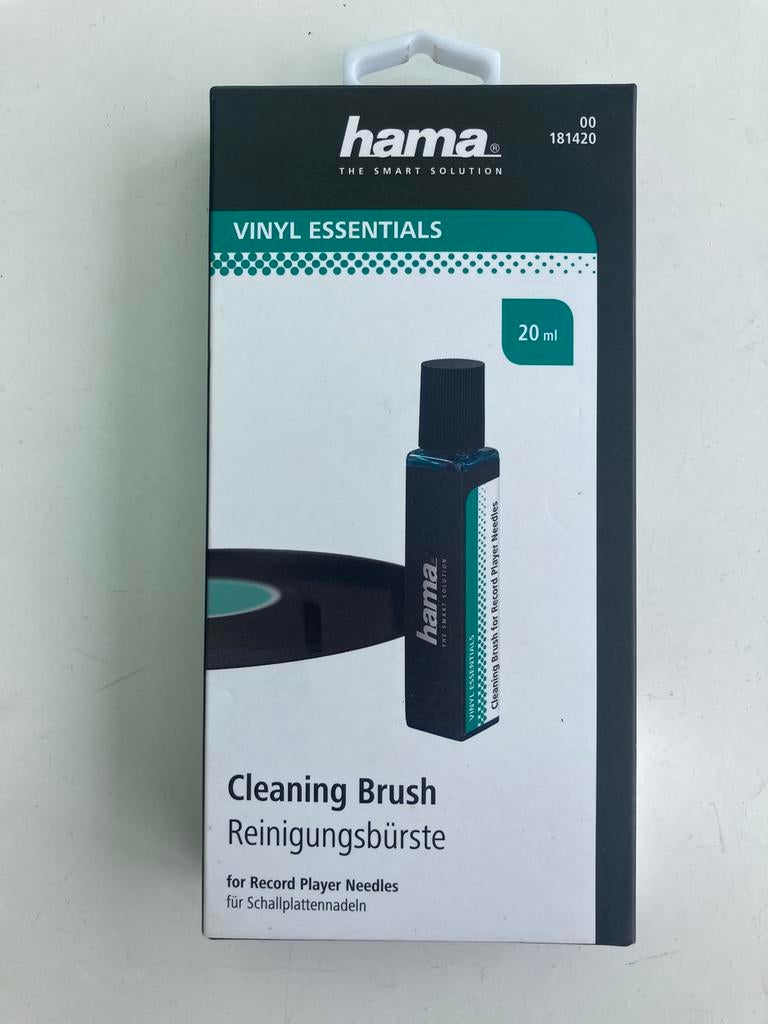 hama®
THE SMART SOLUTION
00
181420
VINYL ESSENTIALS
20 ml
hama®
THE SMART SOLUTION
VINYL ESSENTIALS
Cleaning Brush for Record Player Needles
Cleaning Brush
Reinigungsbürste
for Record Player Needles
für Schallplattennadeln